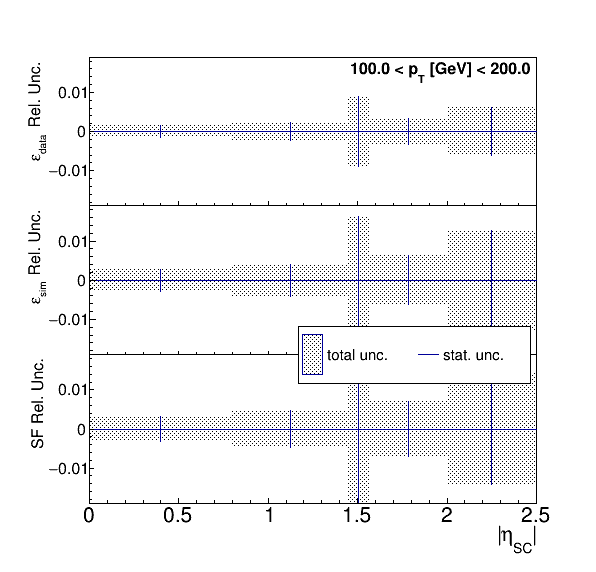 100.0 < p_T [GeV] < 200.0
ε_data Rel. Unc.
0.01
0
−0.01
ε_sim Rel. Unc.
0.01
0
−0.01
total unc. stat. unc.
SF Rel. Unc.
0.01
0
−0.01
0 0.5 1 1.5 2 2.5
|η_SC|